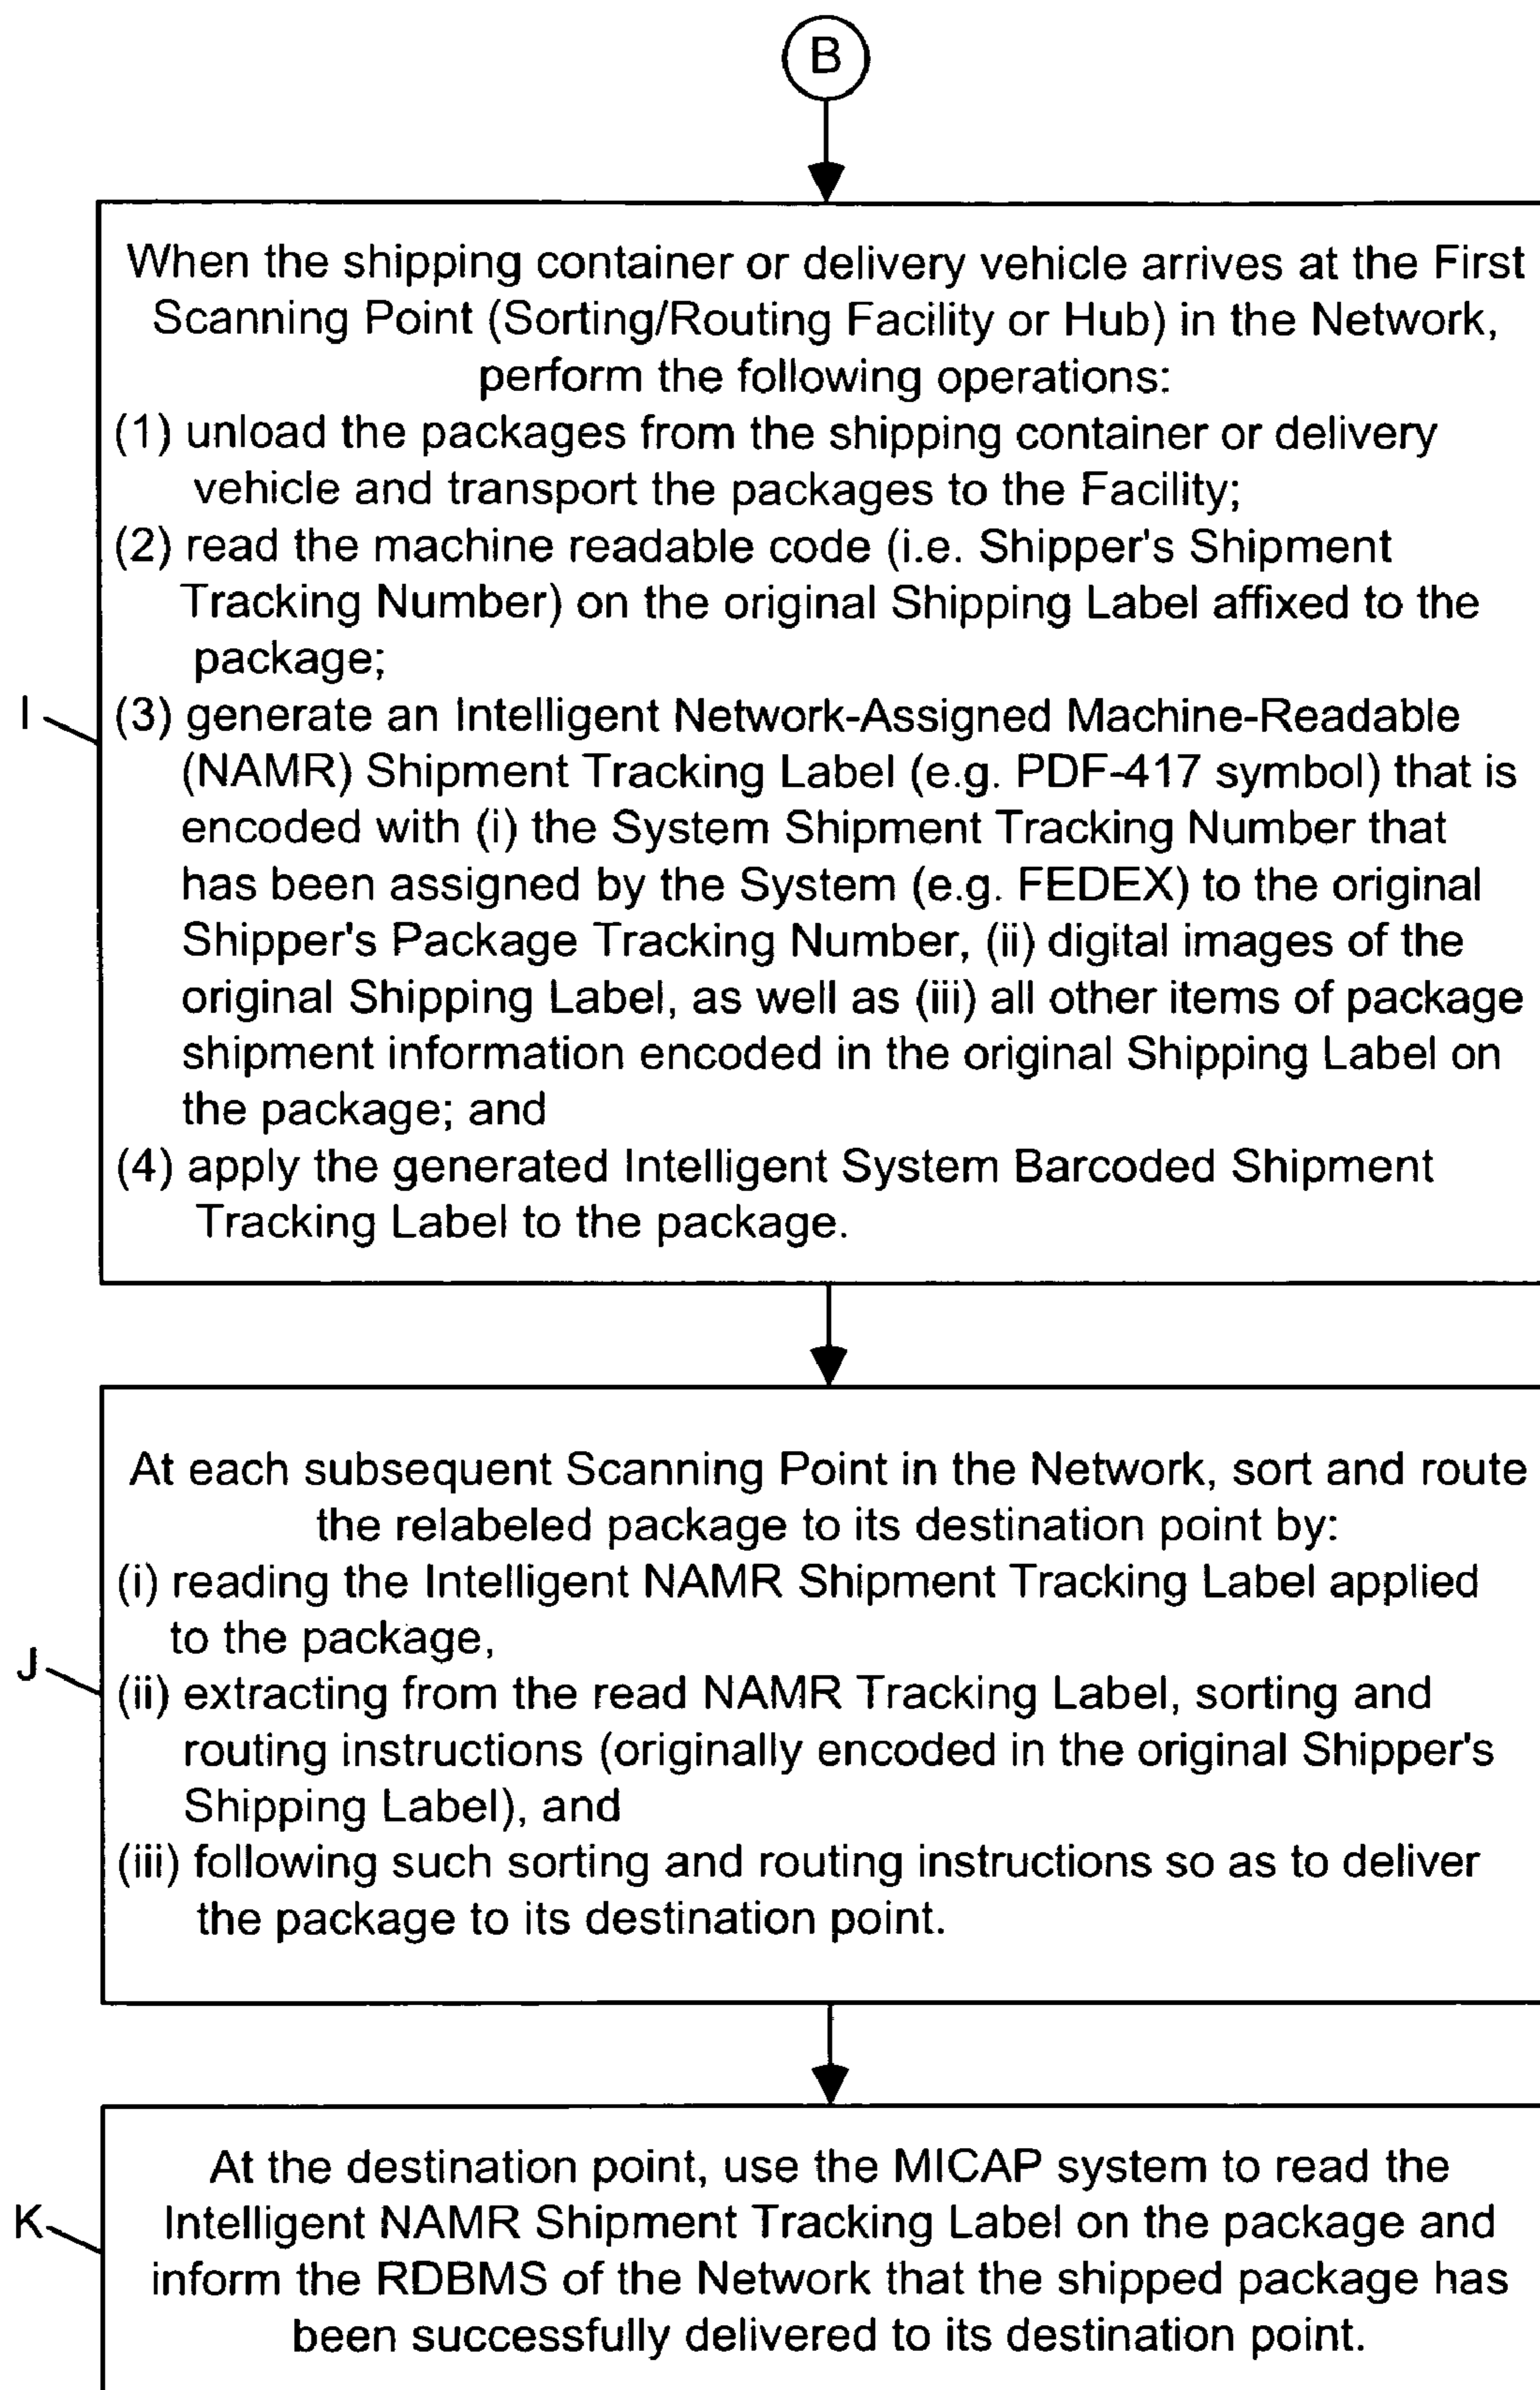 B
When the shipping container or delivery vehicle arrives at the First
Scanning Point (Sorting/Routing Facility or Hub) in the Network,
perform the following operations:
(1) unload the packages from the shipping container or delivery
vehicle and transport the packages to the Facility;
(2) read the machine readable code (i.e. Shipper's Shipment
Tracking Number) on the original Shipping Label affixed to the
package;
I
(3) generate an Intelligent Network-Assigned Machine-Readable
(NAMR) Shipment Tracking Label (e.g. PDF-417 symbol) that is
encoded with (i) the System Shipment Tracking Number that
has been assigned by the System (e.g. FEDEX) to the original
Shipper's Package Tracking Number, (ii) digital images of the
original Shipping Label, as well as (iii) all other items of package
shipment information encoded in the original Shipping Label on
the package; and
(4) apply the generated Intelligent System Barcoded Shipment
Tracking Label to the package.
At each subsequent Scanning Point in the Network, sort and route
the relabeled package to its destination point by:
(i) reading the Intelligent NAMR Shipment Tracking Label applied
to the package,
J
(ii) extracting from the read NAMR Tracking Label, sorting and
routing instructions (originally encoded in the original Shipper's
Shipping Label), and
(iii) following such sorting and routing instructions so as to deliver
the package to its destination point.
At the destination point, use the MICAP system to read the
K
Intelligent NAMR Shipment Tracking Label on the package and
inform the RDBMS of the Network that the shipped package has
been successfully delivered to its destination point.